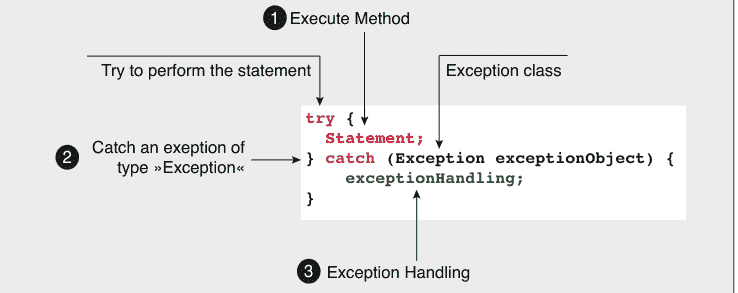 1 Execute Method
Try to perform the statement
Exception class
try {
Statement;
2 Catch an exeption of
type »Exception«
} catch (Exception exceptionObject) {
exceptionHandling;
}
3 Exception Handling